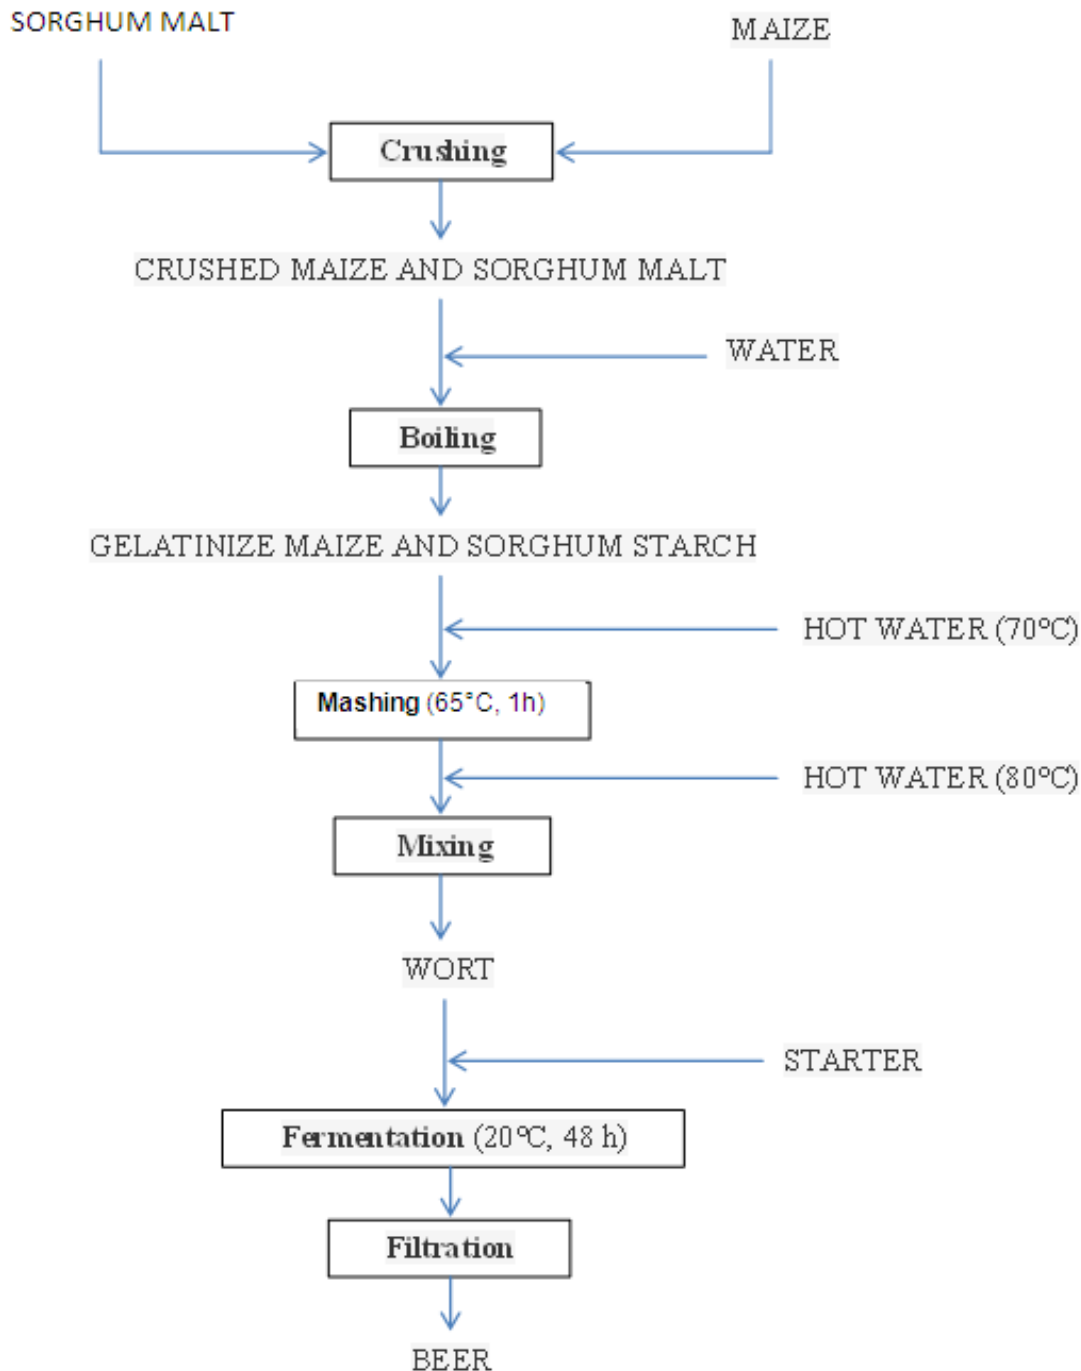 SORGHUM MALT
MAIZE
Crushing
CRUSHED MAIZE AND SORGHUM MALT
WATER
Boiling
GELATINIZE MAIZE AND SORGHUM STARCH
HOT WATER (70°C)
Mashing (65°C, 1h)
HOT WATER (80°C)
Mixing
WORT
STARTER
Fermentation (20°C, 48 h)
Filtration
BEER